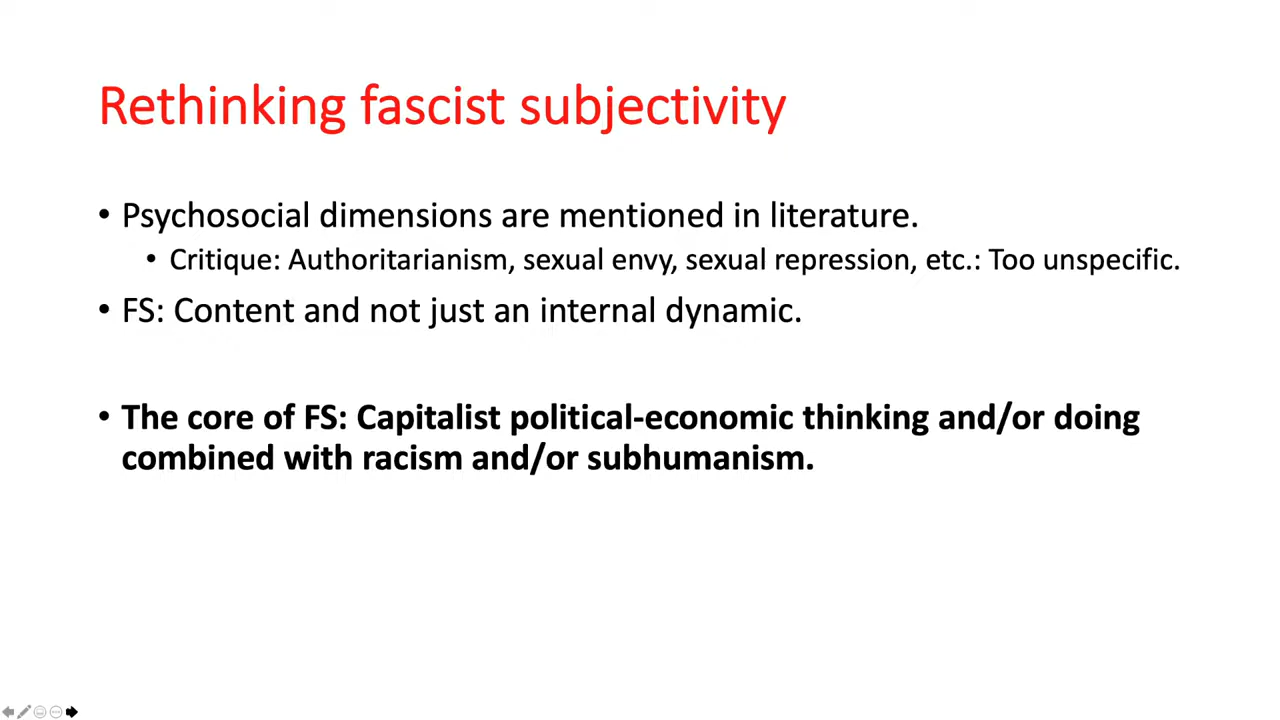 Rethinking fascist subjectivity
• Psychosocial dimensions are mentioned in literature.
• Critique: Authoritarianism, sexual envy, sexual repression, etc.: Too unspecific.
• FS: Content and not just an internal dynamic.
• The core of FS: Capitalist political-economic thinking and/or doing
combined with racism and/or subhumanism.